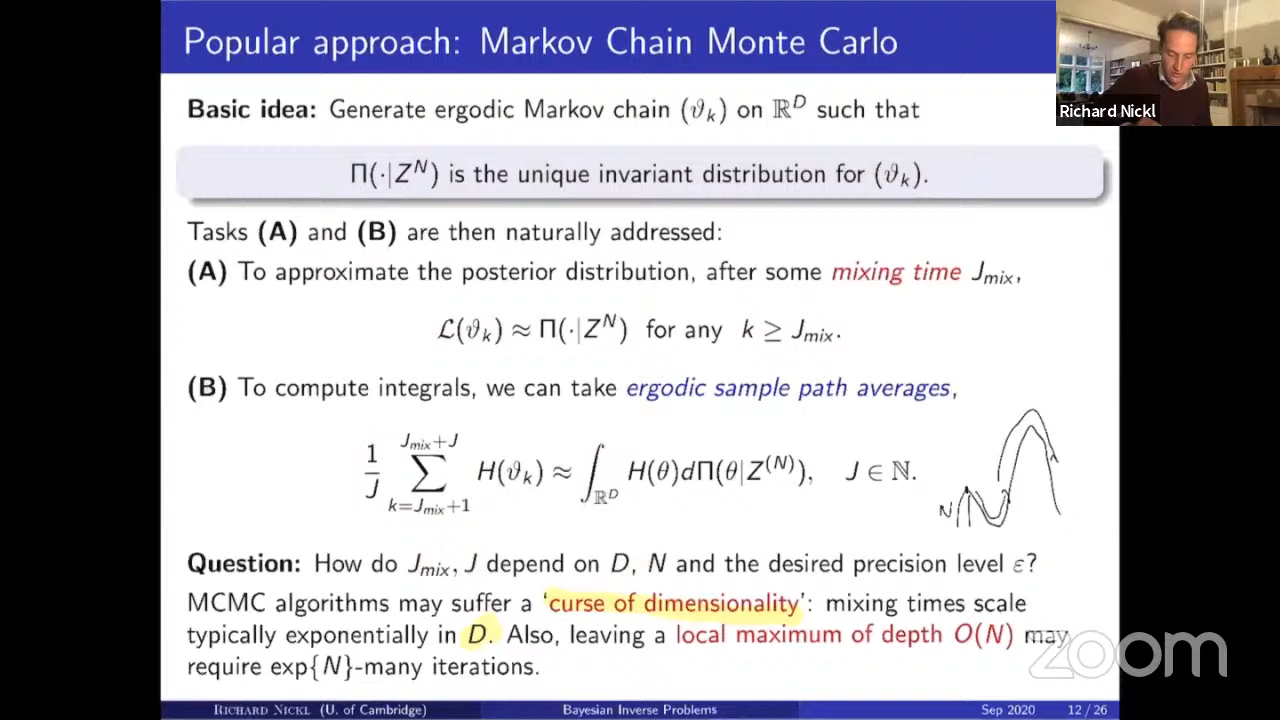 Popular approach: Markov Chain Monte Carlo
Richard Nickl
Basic idea: Generate ergodic Markov chain (ϑ_k) on ℝ^D such that
Π(·|Z^N) is the unique invariant distribution for (ϑ_k).
Tasks (A) and (B) are then naturally addressed:
(A) To approximate the posterior distribution, after some mixing time J_mix,
ℒ(ϑ_k) ≈ Π(·|Z^N) for any k ≥ J_mix.
(B) To compute integrals, we can take ergodic sample path averages,
1/J ∑_{k=J_mix+1}^{J_mix+J} H(ϑ_k) ≈ ∫_{ℝ^D} H(θ)dΠ(θ|Z^(N)), J ∈ ℕ.
N
Question: How do J_mix, J depend on D, N and the desired precision level ε?
MCMC algorithms may suffer a ‘curse of dimensionality’: mixing times scale
typically exponentially in D. Also, leaving a local maximum of depth O(N) may
require exp{N}-many iterations.
zoom
Richard Nickl (U. of Cambridge) Bayesian Inverse Problems Sep 2020 12 / 26